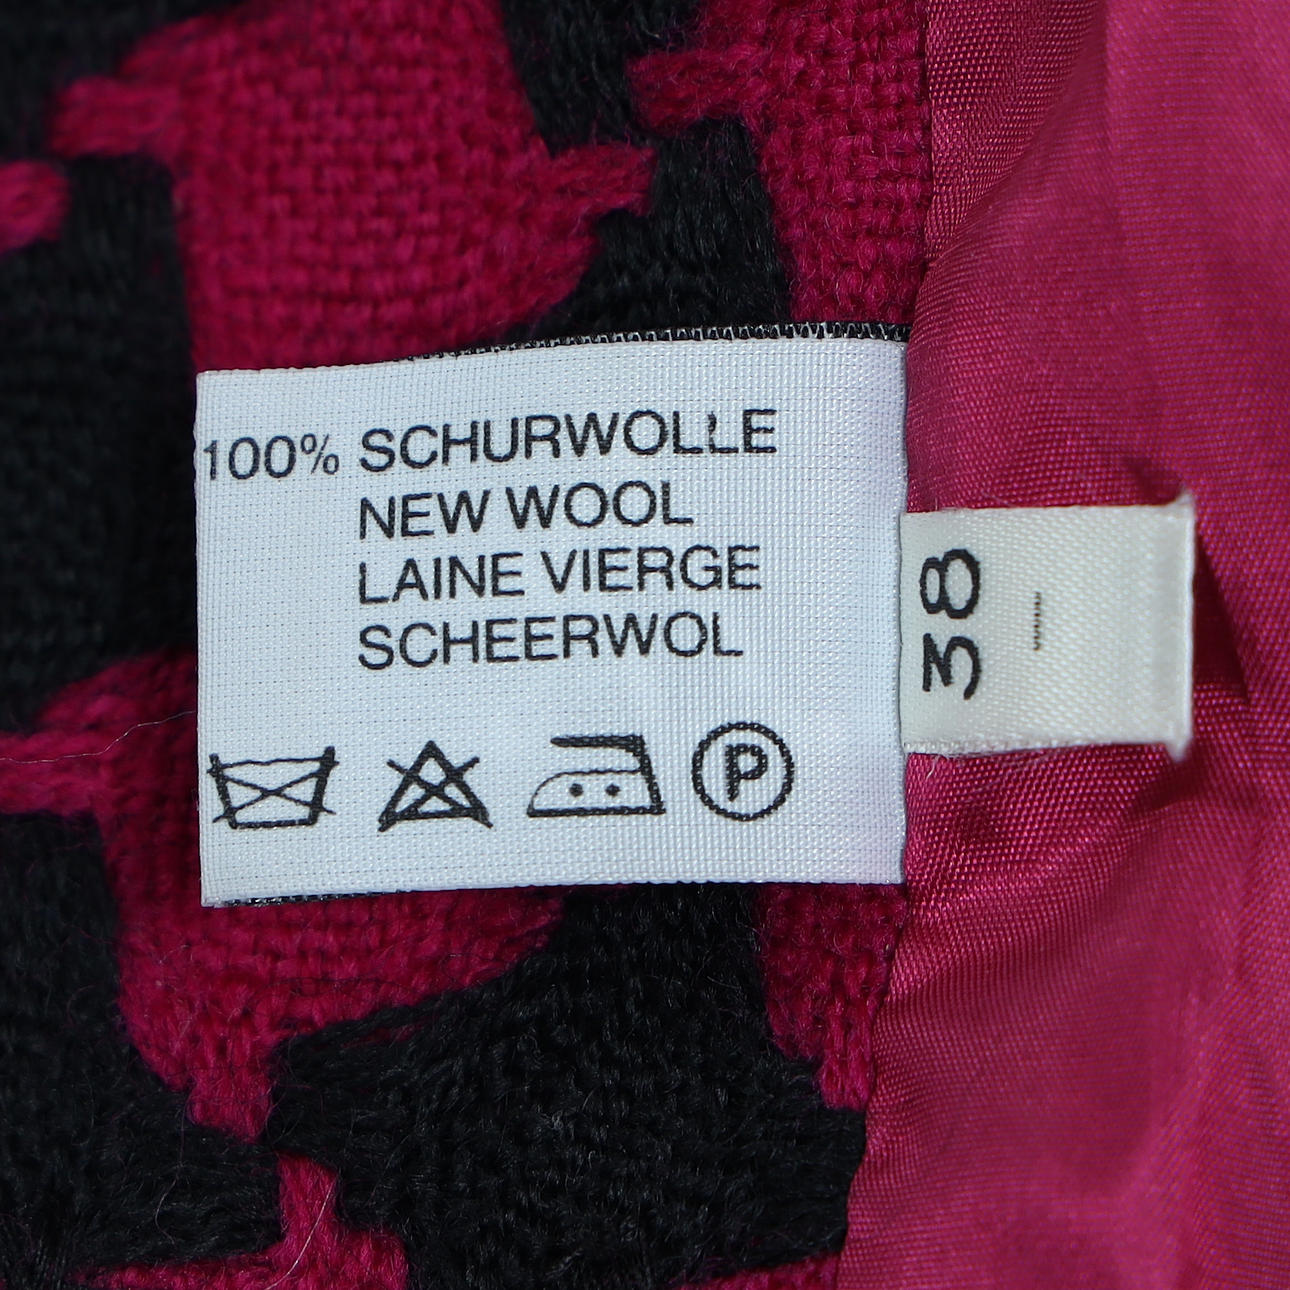 100% SCHURWOLLE
NEW WOOL
LAINE VIERGE
SCHEERWOL
P
38